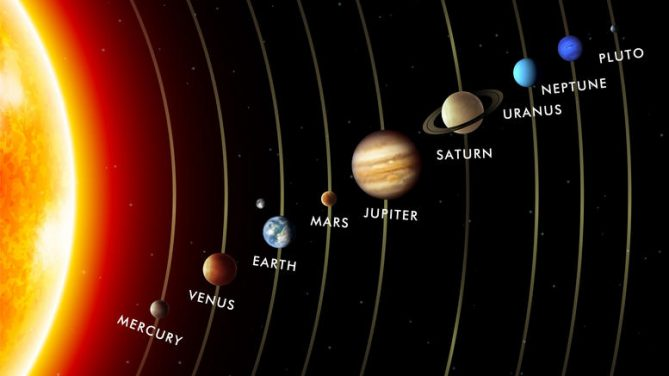 MERCURY
VENUS
EARTH
MARS
JUPITER
SATURN
URANUS
NEPTUNE
PLUTO